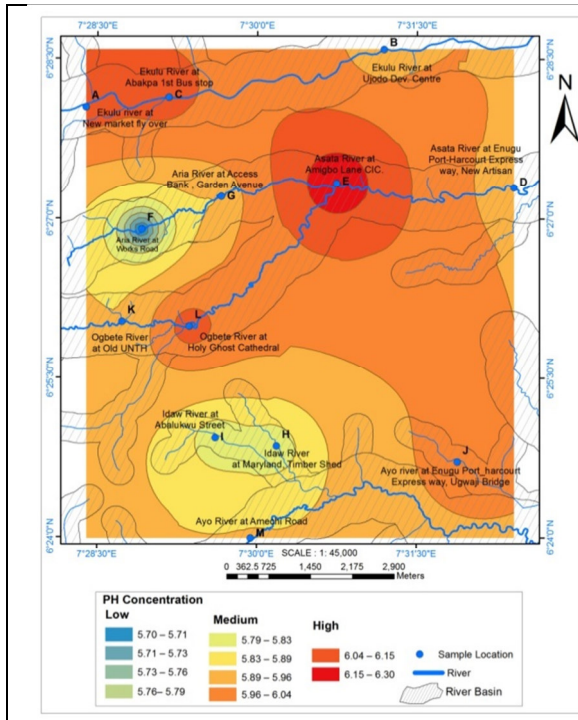 7°28'30"E 7°30'0"E 7°31'30"E
6°28'30"N 6°28'30"N
B
Ekulu River at
Abakpa 1st Bus stop
Ekulu River at
Ujodo Dev. Centre
A
C
Ekulu river at
New market fly over
Asata River at
Amigbo Lane CIC.
Asata River at Enugu
Port-Harcourt Express
way, New Artisan
Aria River at Access
Bank , Garden Avenue
E
D
G
6°27'0"N 6°27'0"N
F
Aria River at
Works Road
K
L
Ogbete River
at Old UNTH
Ogbete River at
Holy Ghost Cathedral
6°25'30"N 6°25'30"N
Idaw River at
Abalukwu Street
I
H
Idaw River
at Maryland, Timber Shed
J
Ayo river at Enugu Port_harcourt
Express way, Ugwaji Bridge
Ayo River at Amechi Road
M
6°24'0"N 6°24'0"N
7°28'30"E 7°30'0"E 7°31'30"E
SCALE : 1: 45,000
0 362.5 725 1,450 2,175 2,900
Meters
N
PH Concentration
Low
5.70 – 5.71
5.71 – 5.73
5.73 – 5.76
5.76– 5.79
Medium
5.79 – 5.83
5.83 – 5.89
5.89 – 5.96
5.96 – 6.04
High
6.04 – 6.15
6.15 – 6.30
Sample Location
River
River Basin